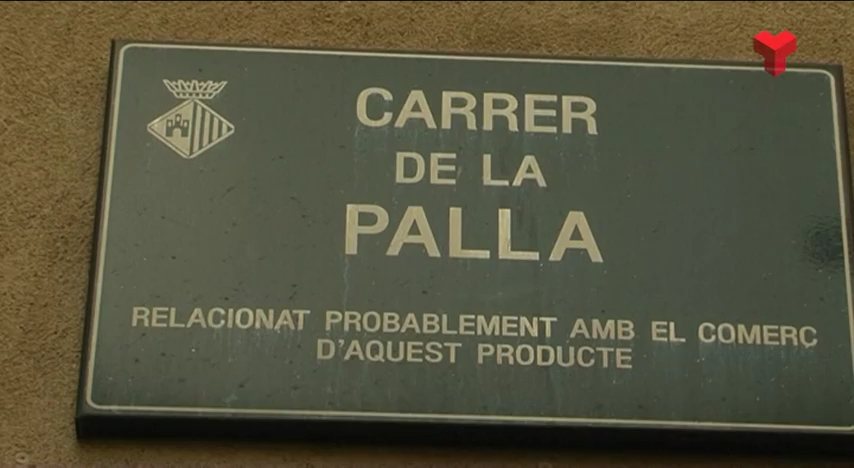 CARRER
DE LA
PALLA
RELACIONAT PROBABLEMENT AMB EL COMERÇ
D'AQUEST PRODUCTE